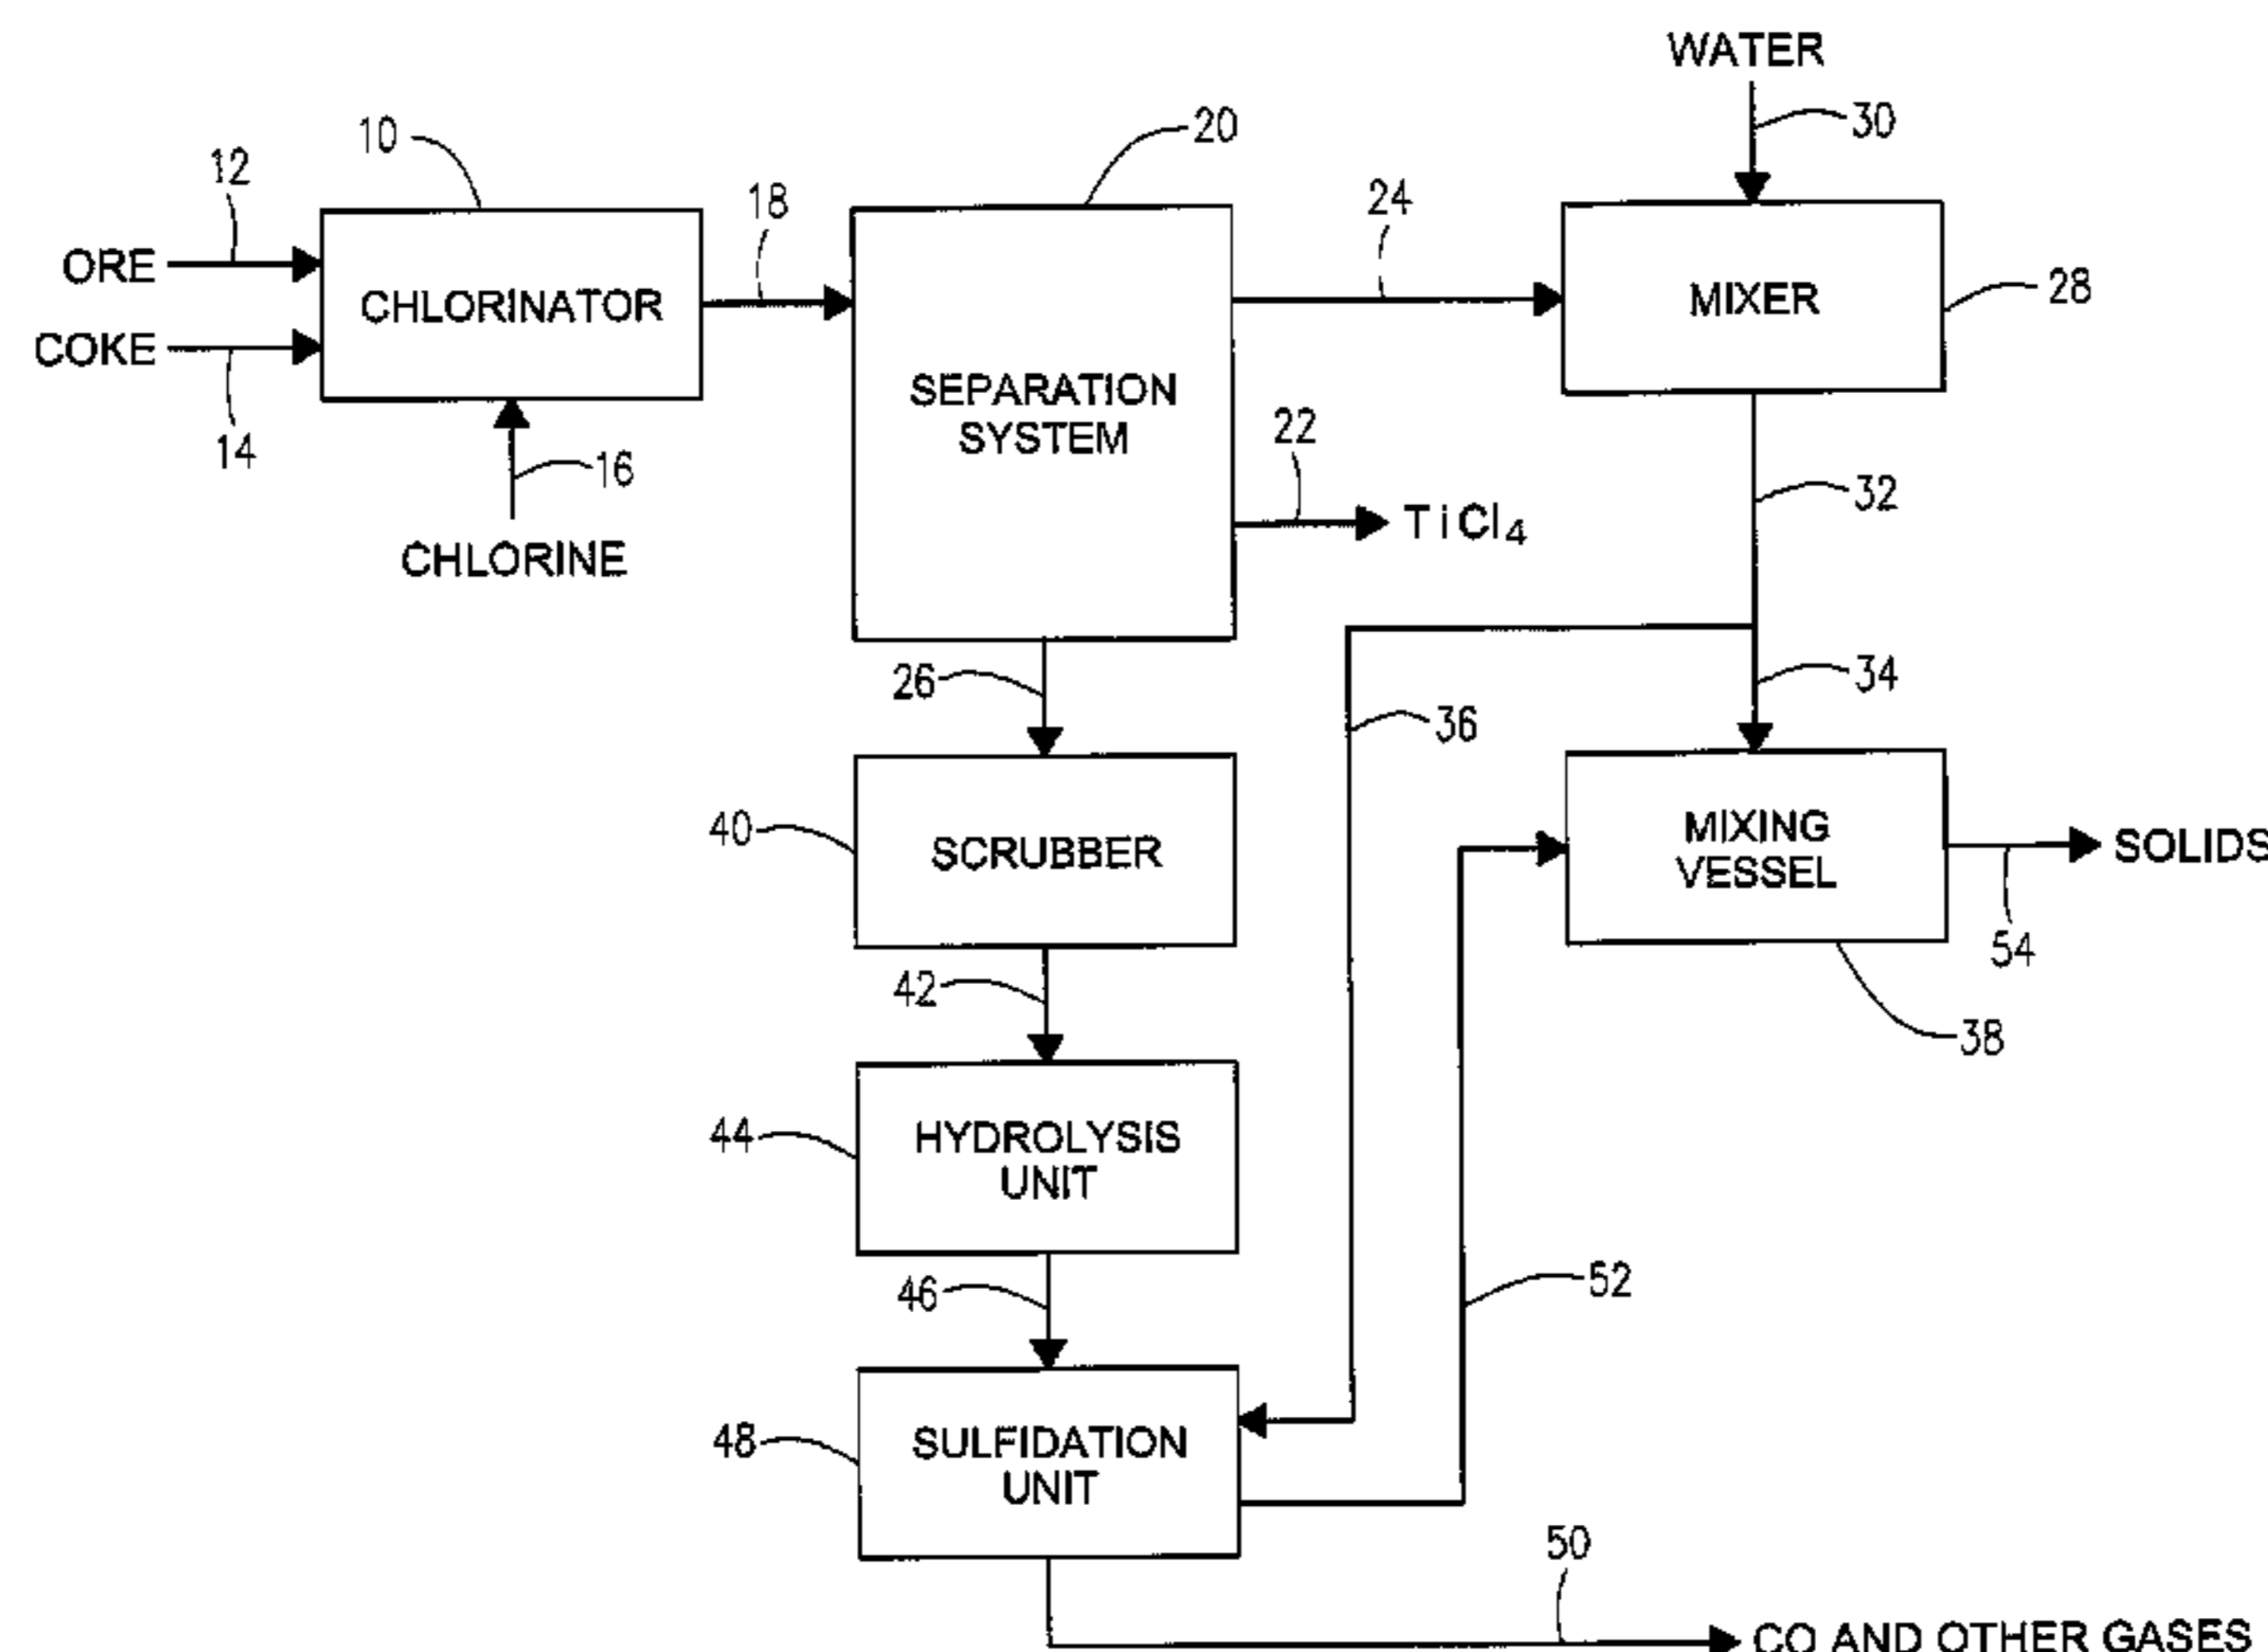 WATER
10
20
30
12
18
24
ORE
CHLORINATOR
MIXER
28
COKE
SEPARATION
SYSTEM
22
14
16
32
TiCl4
CHLORINE
26
34
36
40
SCRUBBER
MIXING
VESSEL
SOLIDS
54
42
38
44
HYDROLYSIS
UNIT
46
52
48
SULFIDATION
UNIT
50
CO AND OTHER GASES